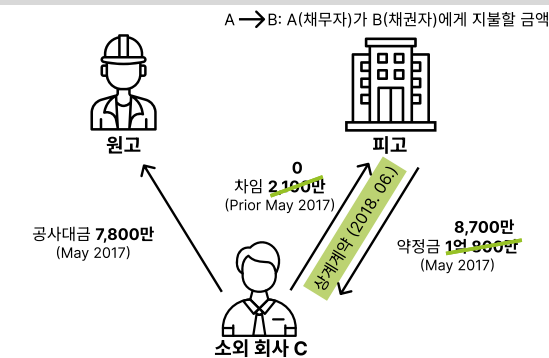 A → B: A(채무자)가 B(채권자)에게 지불할 금액
원고
피고
0
차임 2,100만
(Prior May 2017)
상계계약 (2018. 06.)
공사대금 7,800만
(May 2017)
8,700만
약정금 1억 800만
(May 2017)
소외 회사 C